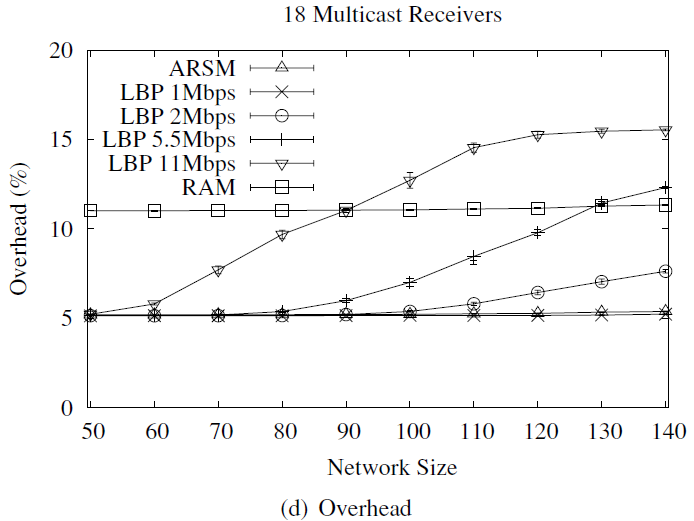 18 Multicast Receivers
20
15
10
5
0
Overhead (%)
ARSM
LBP 1Mbps
LBP 2Mbps
LBP 5.5Mbps
LBP 11Mbps
RAM
50 60 70 80 90 100 110 120 130 140
Network Size
(d) Overhead